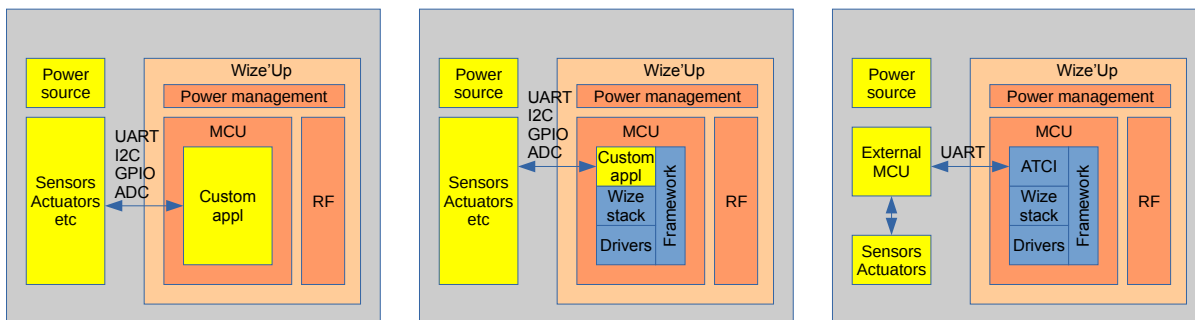 Power
source
Wize'Up
Power management
UART
I2C
GPIO
ADC
MCU
Sensors
Actuators
etc
Custom
appl
RF
Power
source
Wize'Up
Power management
UART
I2C
GPIO
ADC
MCU
Sensors
Actuators
etc
Custom
appl
Wize
stack
Drivers
Framework
RF
Power
source
Wize'Up
Power management
MCU
External
MCU
UART
ATCI
Wize
stack
Drivers
Framework
RF
Sensors
Actuators